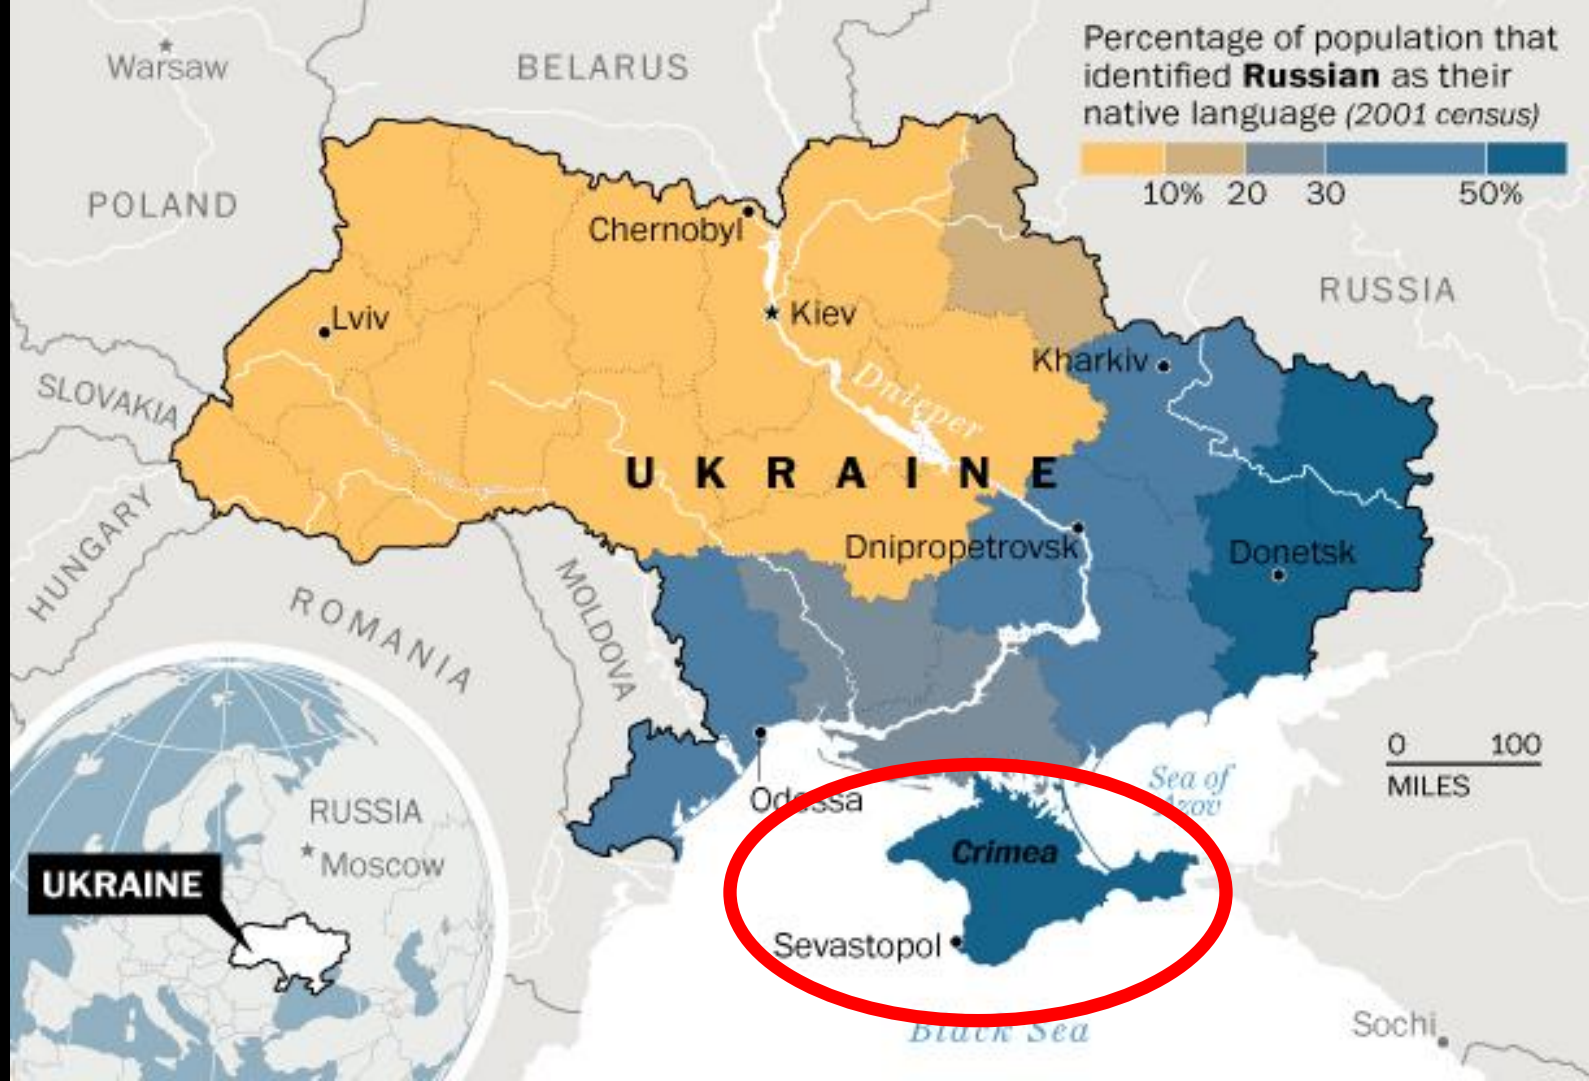 Percentage of population that
identified Russian as their
native language (2001 census)
10% 20 30 50%
Warsaw
BELARUS
POLAND
Chernobyl
RUSSIA
Lviv
Kiev
Kharkiv
SLOVAKIA
Dnieper
UKRAINE
HUNGARY
Dnipropetrovsk
Donetsk
MOLDOVA
ROMANIA
0 100
MILES
Sea of
Azov
Odessa
RUSSIA
Moscow
UKRAINE
Crimea
Sevastopol
Black Sea
Sochi